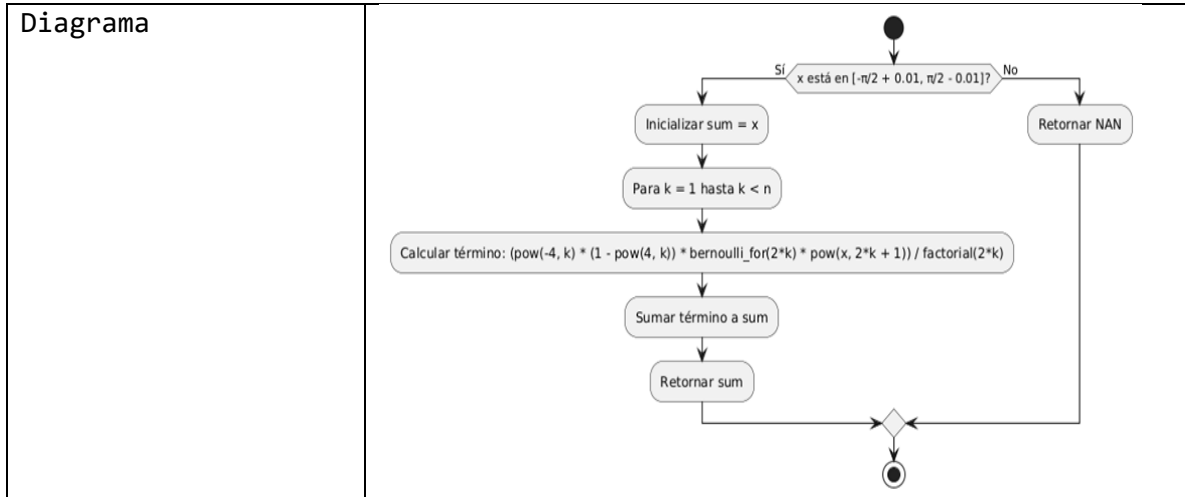 Diagrama
Sí
x está en [-π/2 + 0.01, π/2 - 0.01]?
No
Inicializar sum = x
Retornar NAN
Para k = 1 hasta k < n
Calcular término: (pow(-4, k) * (1 - pow(4, k)) * bernoulli_for(2*k) * pow(x, 2*k + 1)) / factorial(2*k)
Sumar término a sum
Retornar sum